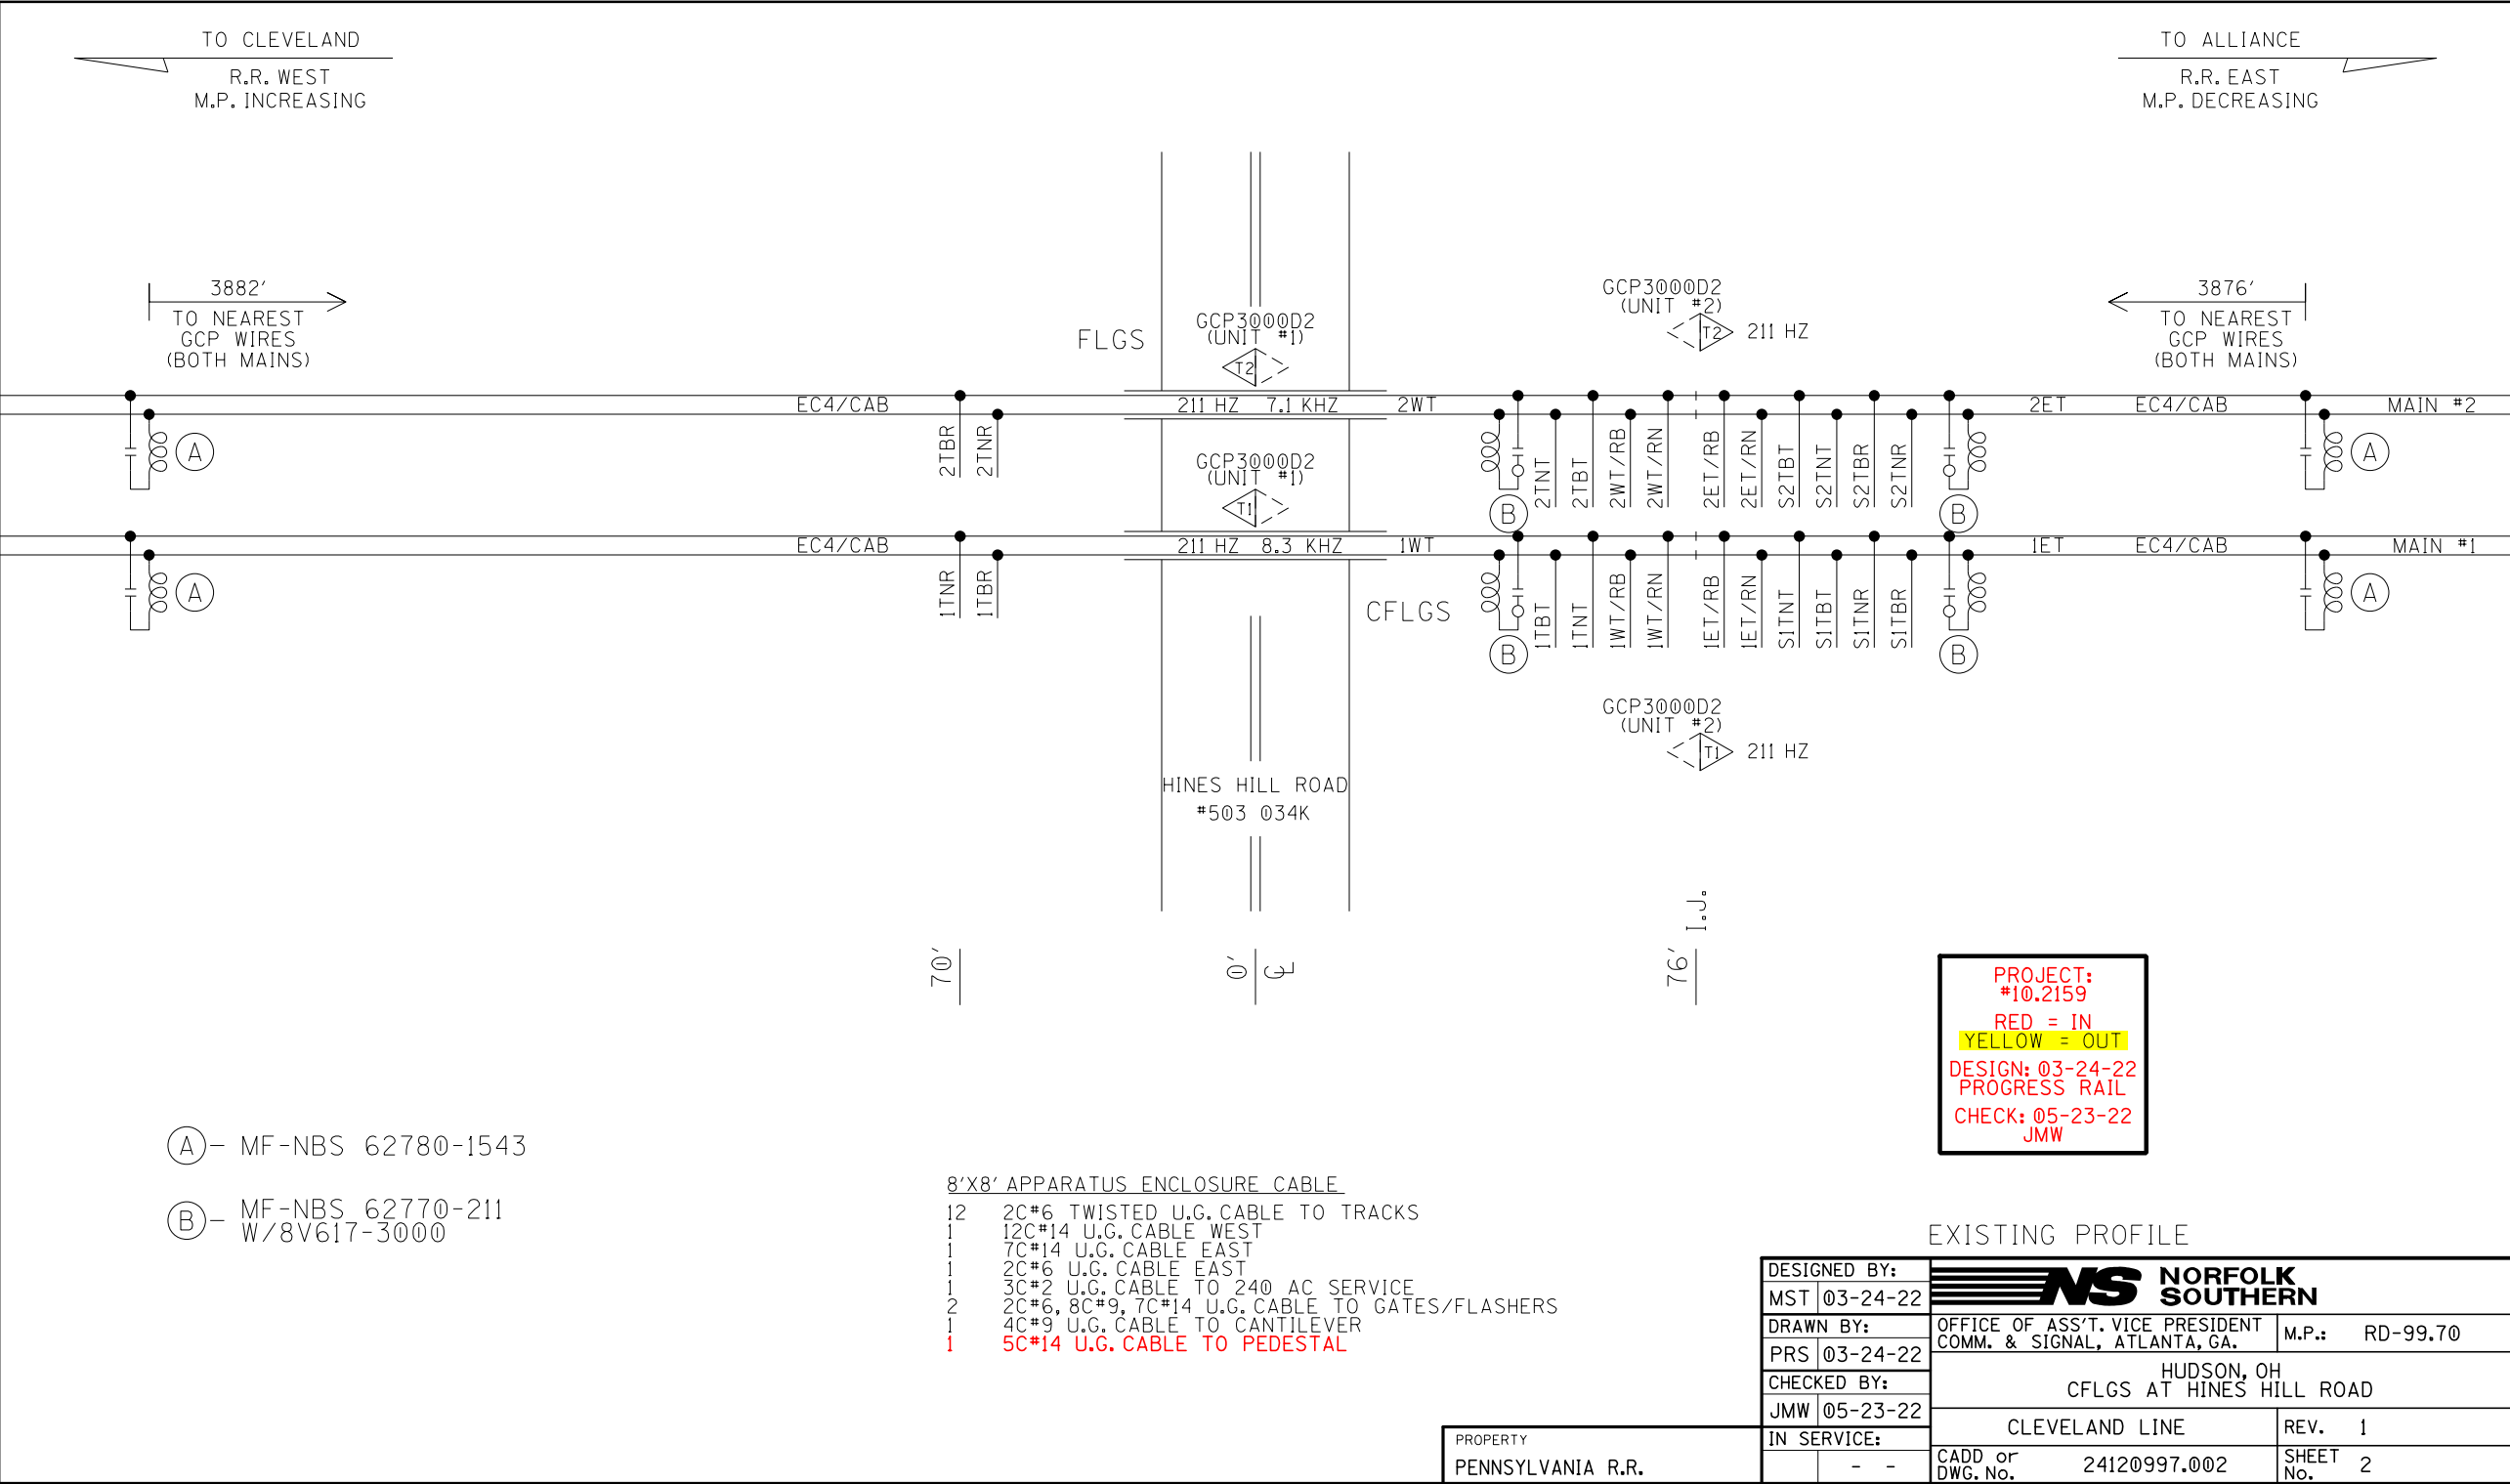 TO CLEVELAND
R.R. WEST
M.P. INCREASING
TO ALLIANCE
R.R. EAST
M.P. DECREASING
3882'
TO NEAREST
GCP WIRES
(BOTH MAINS)
FLGS
GCP3000D2
(UNIT #1)
T2
GCP3000D2
(UNIT #2)
T2 211 HZ
3876'
TO NEAREST
GCP WIRES
(BOTH MAINS)
EC4/CAB
211 HZ 7.1 KHZ
2WT
2ET
EC4/CAB
MAIN #2
A
2TBR
2TNR
GCP3000D2
(UNIT #1)
T1
B
2TNT
2TBT
2WT/RB
2WT/RN
2ET/RB
2ET/RN
S2TBT
S2TNT
S2TBR
S2TNR
B
A
EC4/CAB
211 HZ 8.3 KHZ
1WT
1ET
EC4/CAB
MAIN #1
A
1TNR
1TBR
CFLGS
B
1TBT
1TNT
1WT/RB
1WT/RN
1ET/RB
1ET/RN
S1TNT
S1TBT
S1TNR
S1TBR
B
A
GCP3000D2
(UNIT #2)
T1 211 HZ
HINES HILL ROAD
#503 034K
I.J.
70'
0'
76'
PROJECT:
#10.2159
RED = IN
YELLOW = OUT
DESIGN: 03-24-22
PROGRESS RAIL
CHECK: 05-23-22
JMW
A - MF-NBS 62780-1543
B - MF-NBS 62770-211
W/8V617-3000
8'X8' APPARATUS ENCLOSURE CABLE
12 2C#6 TWISTED U.G. CABLE TO TRACKS
1 12C#14 U.G. CABLE WEST
1 7C#14 U.G. CABLE EAST
1 2C#6 U.G. CABLE EAST
1 3C#2 U.G. CABLE TO 240 AC SERVICE
2 2C#6, 8C#9, 7C#14 U.G. CABLE TO GATES/FLASHERS
1 4C#9 U.G. CABLE TO CANTILEVER
1 5C#14 U.G. CABLE TO PEDESTAL
EXISTING PROFILE
DESIGNED BY:
MST 03-24-22
DRAWN BY:
PRS 03-24-22
CHECKED BY:
JMW 05-23-22
IN SERVICE:
- -
NS NORFOLK
SOUTHERN
OFFICE OF ASS'T. VICE PRESIDENT
COMM. & SIGNAL, ATLANTA, GA.
M.P.: RD-99.70
HUDSON, OH
CFLGS AT HINES HILL ROAD
CLEVELAND LINE
REV. 1
CADD or
DWG. No. 24120997.002
SHEET
No. 2
PROPERTY
PENNSYLVANIA R.R.